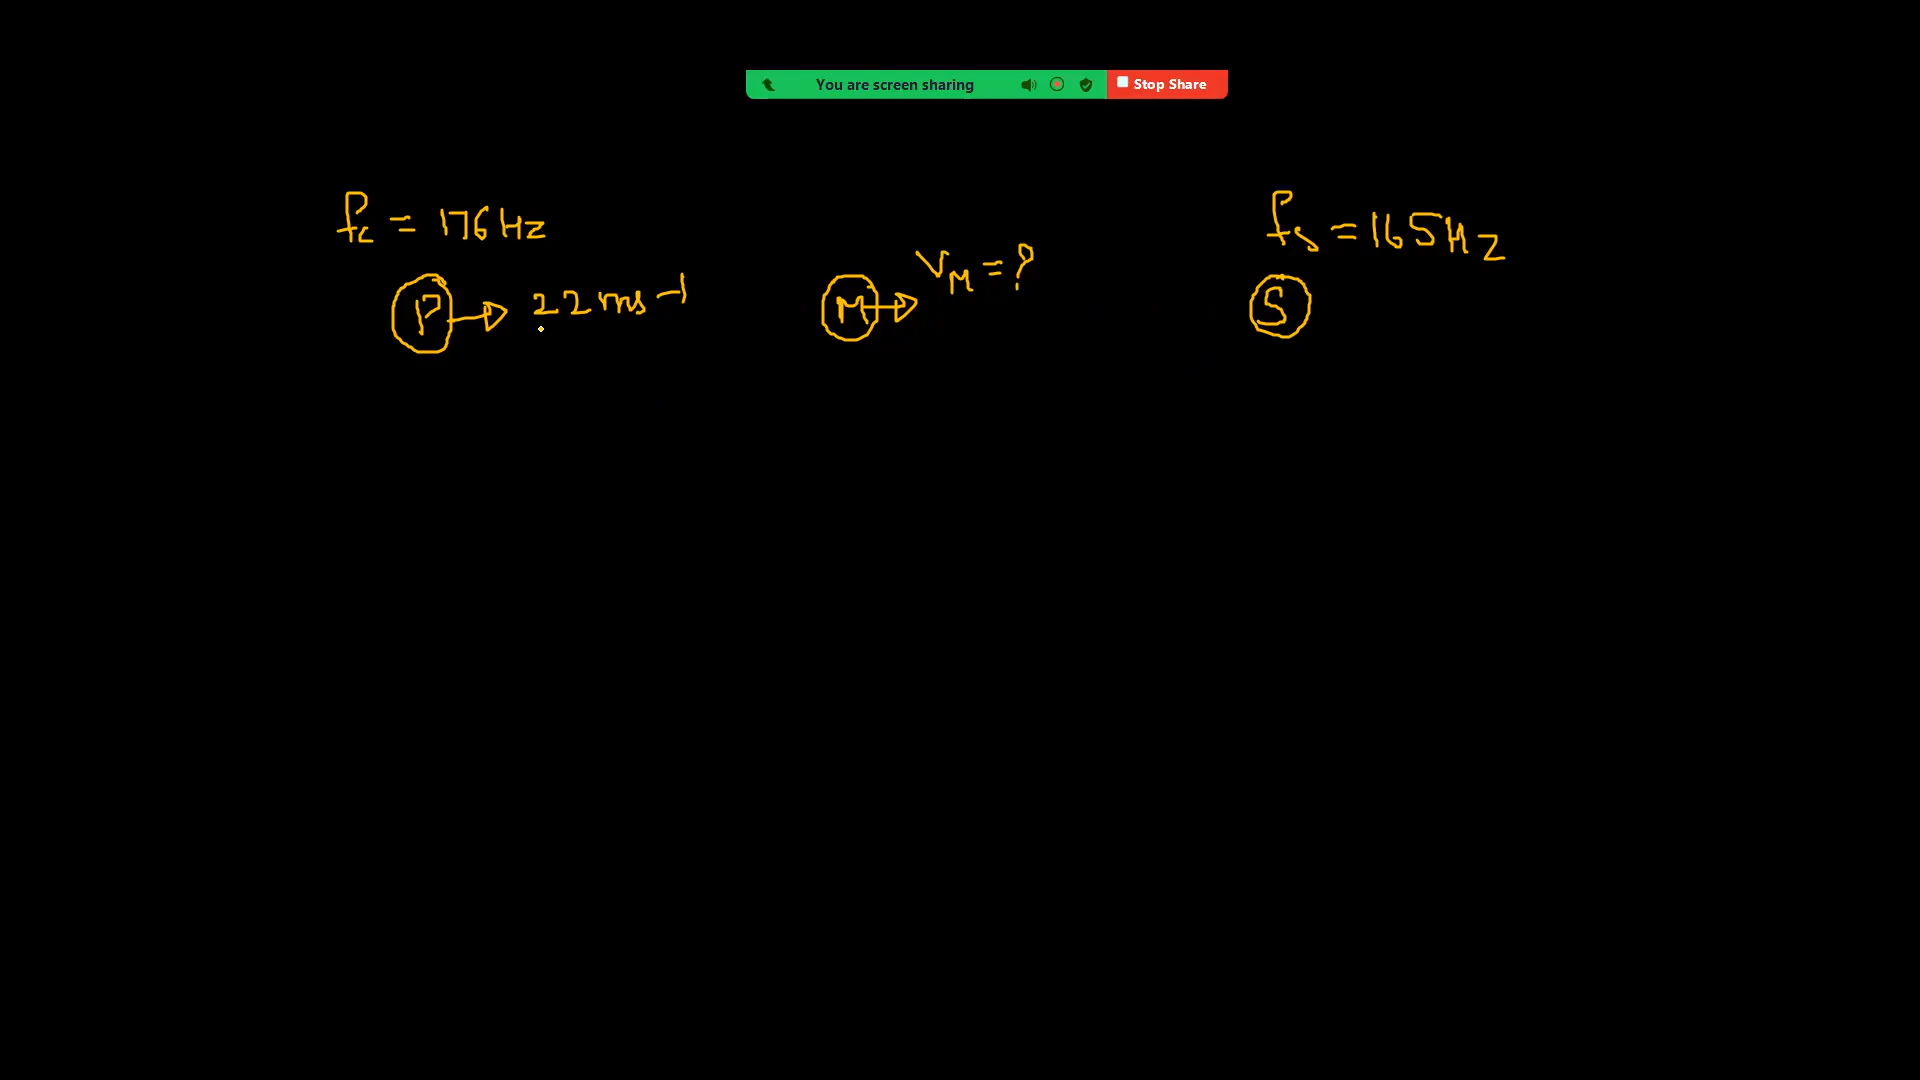 You are screen sharing Stop Share
fc = 176 Hz
fs = 165 Hz
VM = ?
P 22 ms-1
M
S